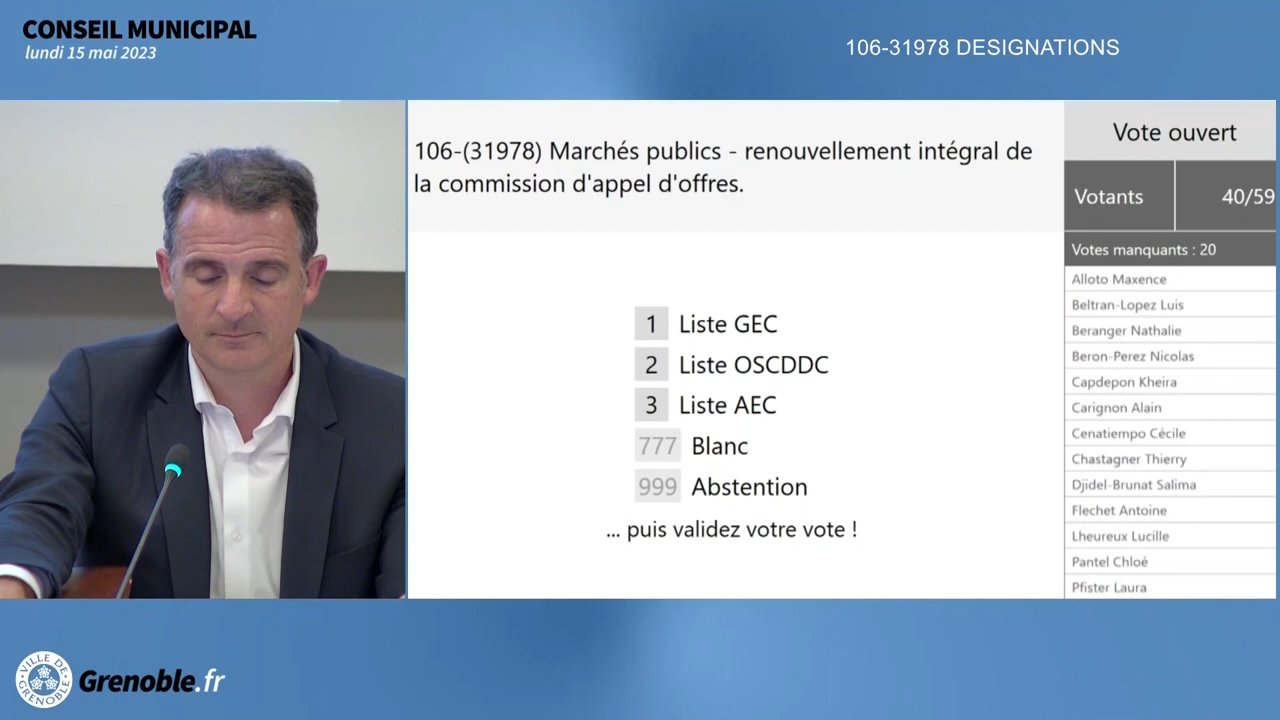 CONSEIL MUNICIPAL
lundi 15 mai 2023
106-31978 DESIGNATIONS
106-(31978) Marchés publics - renouvellement intégral de
la commission d'appel d'offres.
1 Liste GEC
2 Liste OSCDDC
3 Liste AEC
777 Blanc
999 Abstention
... puis validez votre vote !
Vote ouvert
Votants 40/59
Votes manquants : 20
Alloto Maxence
Beltran-Lopez Luis
Beranger Nathalie
Beron-Perez Nicolas
Capdepon Kheira
Carignon Alain
Cenatiempo Cécile
Chastagner Thierry
Djidel-Brunat Salima
Flechet Antoine
Lheureux Lucille
Pantel Chloé
Pfister Laura
VILLE DE GRENOBLE
Grenoble.fr